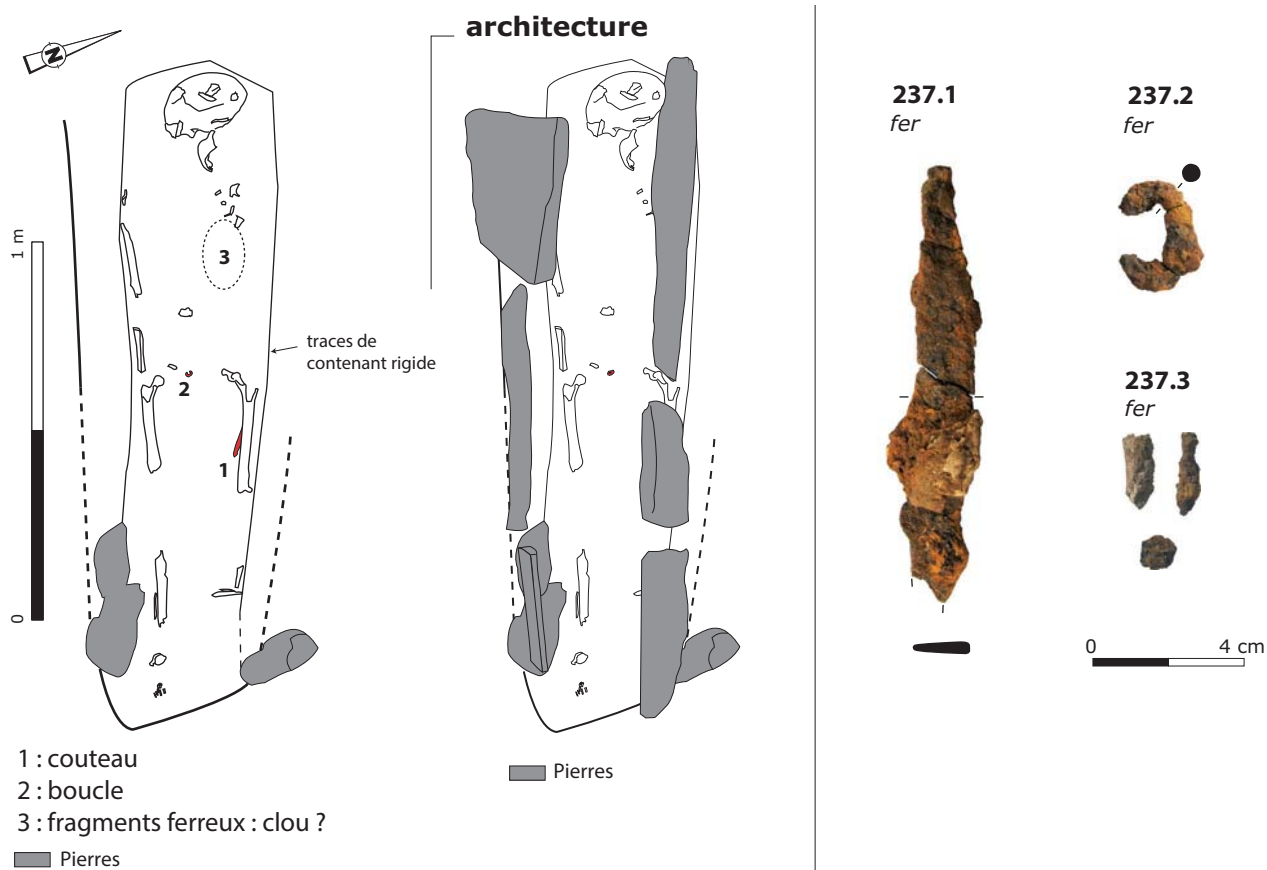 architecture
N
3
1 m
0
traces de
contenant rigide
2
1
1 : couteau
2 : boucle
3 : fragments ferreux : clou ?
Pierres
Pierres
237.1
fer
237.2
fer
237.3
fer
0 4 cm